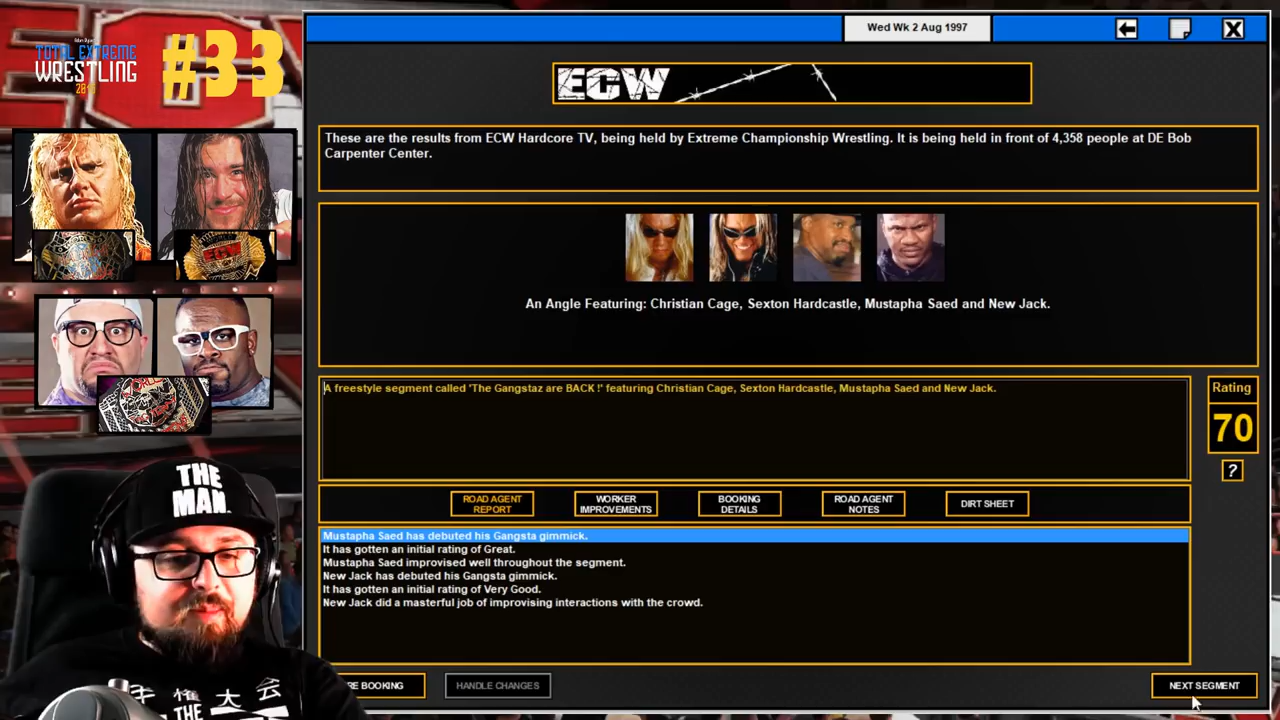 Wed Wk 2 Aug 1997
TOTAL EXTREME
WRESTLING
#33
ECW
These are the results from ECW Hardcore TV, being held by Extreme Championship Wrestling. It is being held in front of 4,358 people at DE Bob
Carpenter Center.
An Angle Featuring: Christian Cage, Sexton Hardcastle, Mustapha Saed and New Jack.
A freestyle segment called 'The Gangstaz are BACK !' featuring Christian Cage, Sexton Hardcastle, Mustapha Saed and New Jack.
Rating
70
?
ROAD AGENT
REPORT
WORKER
IMPROVEMENTS
BOOKING
DETAILS
ROAD AGENT
NOTES
DIRT SHEET
Mustapha Saed has debuted his Gangsta gimmick.
It has gotten an initial rating of Great.
Mustapha Saed improvised well throughout the segment.
New Jack has debuted his Gangsta gimmick.
It has gotten an initial rating of Very Good.
New Jack did a masterful job of improvising interactions with the crowd.
RE BOOKING
HANDLE CHANGES
NEXT SEGMENT
THE
MAN
権 大 会
THE